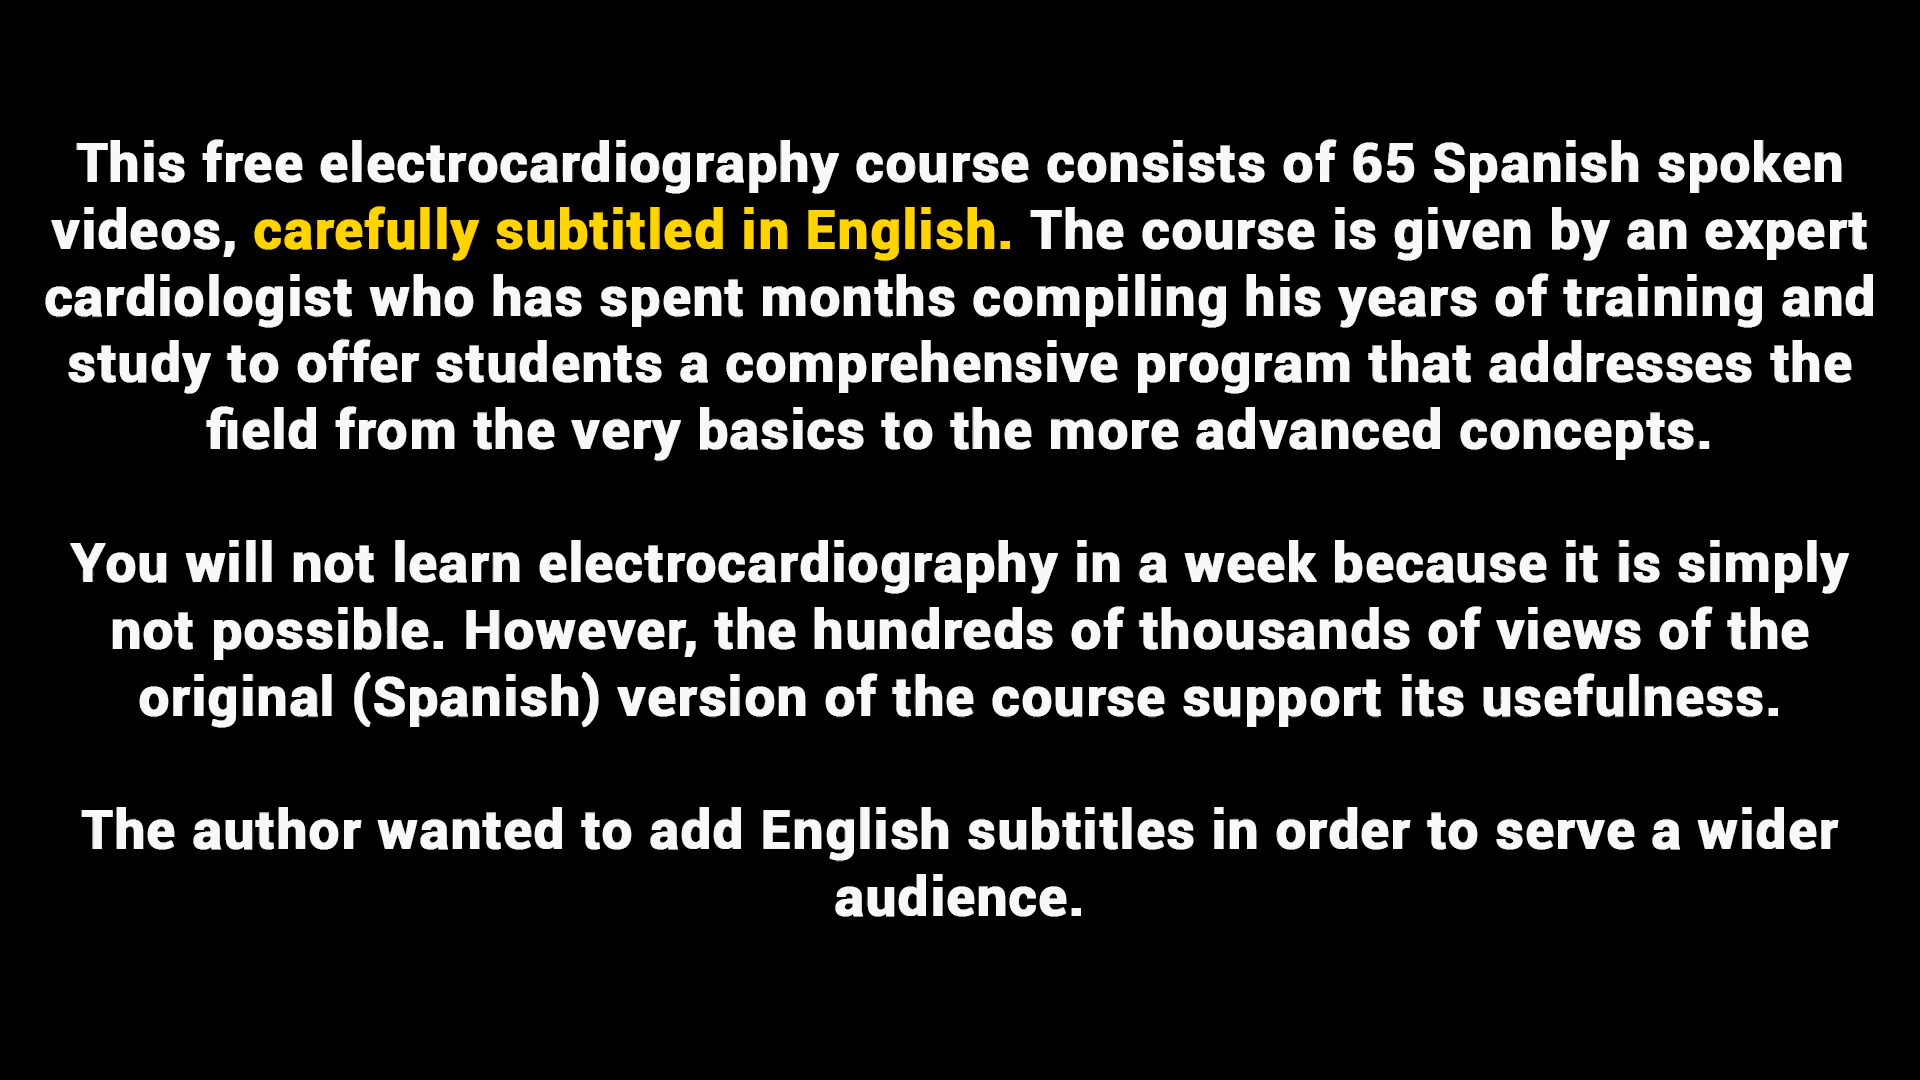 This free electrocardiography course consists of 65 Spanish spoken
videos, carefully subtitled in English. The course is given by an expert
cardiologist who has spent months compiling his years of training and
study to offer students a comprehensive program that addresses the
field from the very basics to the more advanced concepts.
You will not learn electrocardiography in a week because it is simply
not possible. However, the hundreds of thousands of views of the
original (Spanish) version of the course support its usefulness.
The author wanted to add English subtitles in order to serve a wider
audience.